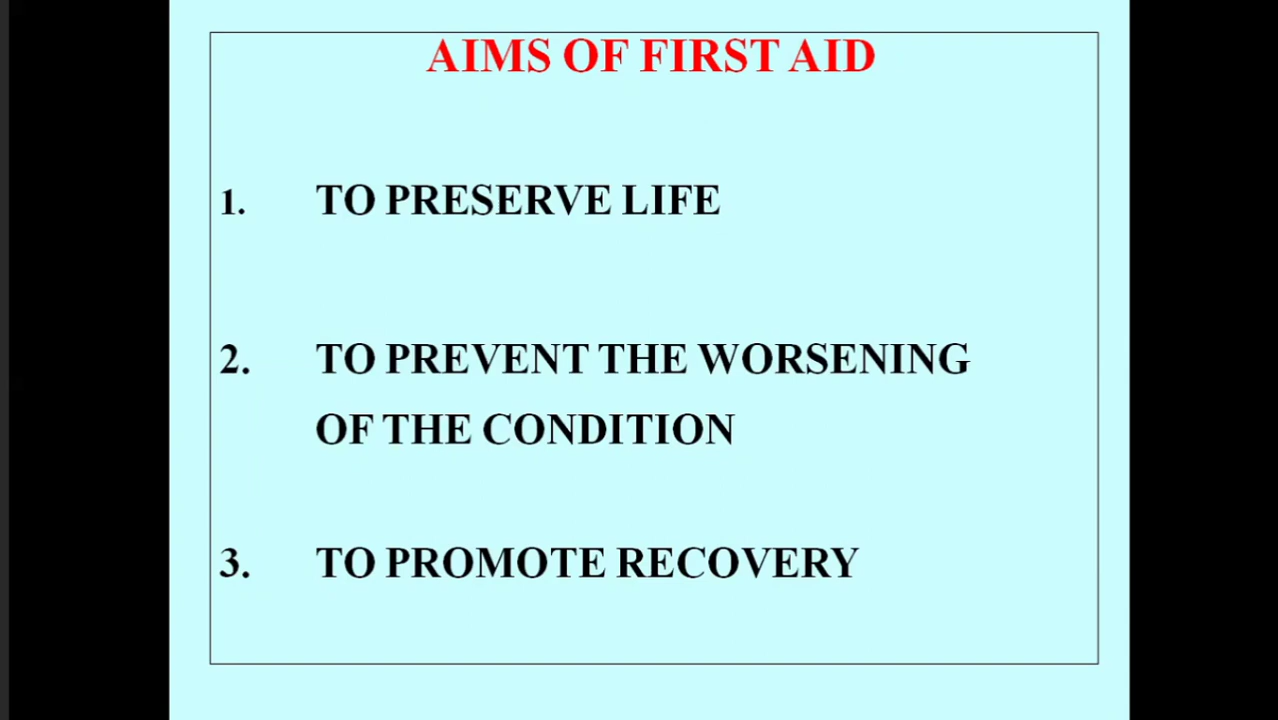 AIMS OF FIRST AID
1. TO PRESERVE LIFE
2. TO PREVENT THE WORSENING
OF THE CONDITION
3. TO PROMOTE RECOVERY